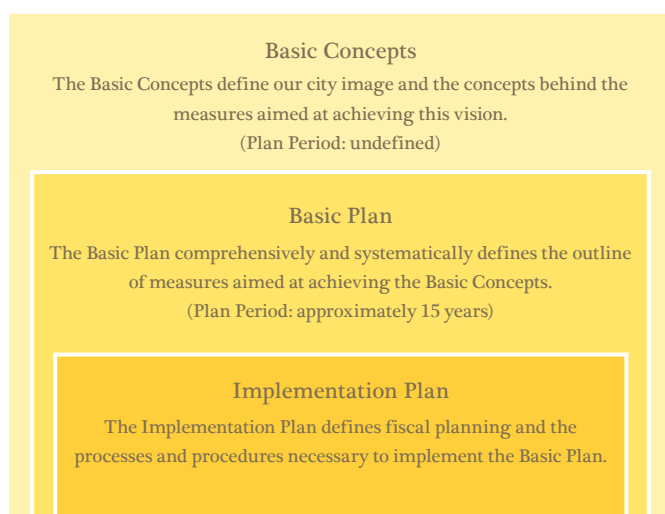 Basic Concepts
The Basic Concepts define our city image and the concepts behind the
measures aimed at achieving this vision.
(Plan Period: undefined)
Basic Plan
The Basic Plan comprehensively and systematically defines the outline
of measures aimed at achieving the Basic Concepts.
(Plan Period: approximately 15 years)
Implementation Plan
The Implementation Plan defines fiscal planning and the
processes and procedures necessary to implement the Basic Plan.